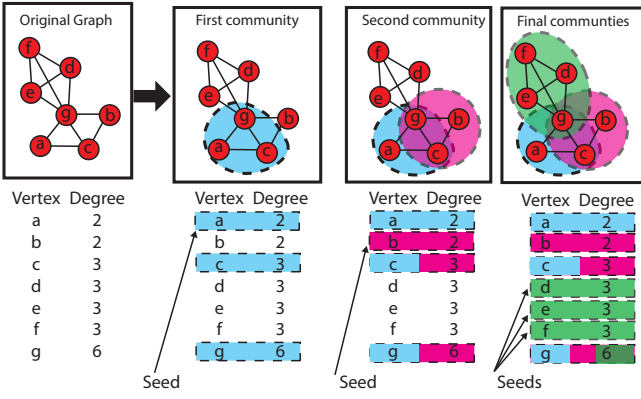 Original Graph
First community
Second community
Final communties
f
d
e
g
b
a
c
f
d
e
g
b
a
c
f
d
e
g
b
a
c
f
d
e
g
b
a
c
Vertex Degree
a 2
b 2
c 3
d 3
e 3
f 3
g 6
Vertex Degree
a 2
b 2
c 3
d 3
e 3
f 3
g 6
Seed
Vertex Degree
a 2
b 2
c 3
d 3
e 3
f 3
g 6
Seed
Vertex Degree
a 2
b 2
c 3
d 3
e 3
f 3
g 6
Seeds